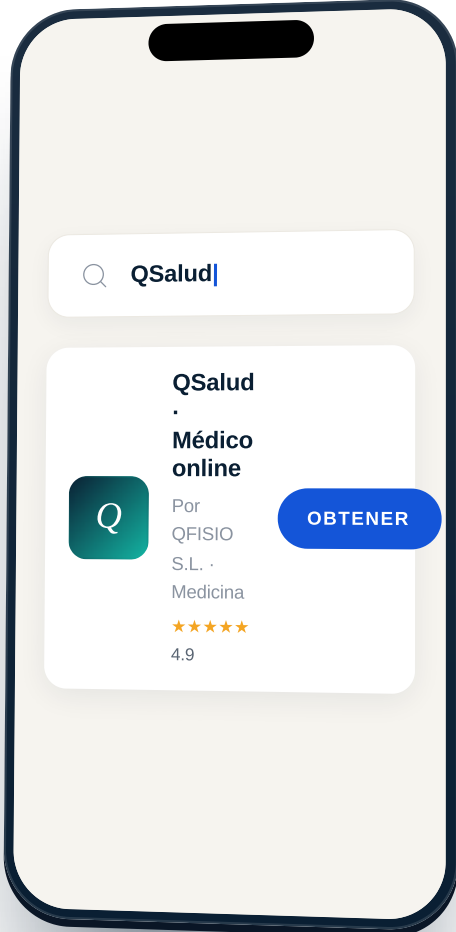 QSalud
QSalud
·
Médico
online
Q
Por
QFISIO
S.L. ·
Medicina
★★★★★
4.9
OBTENER